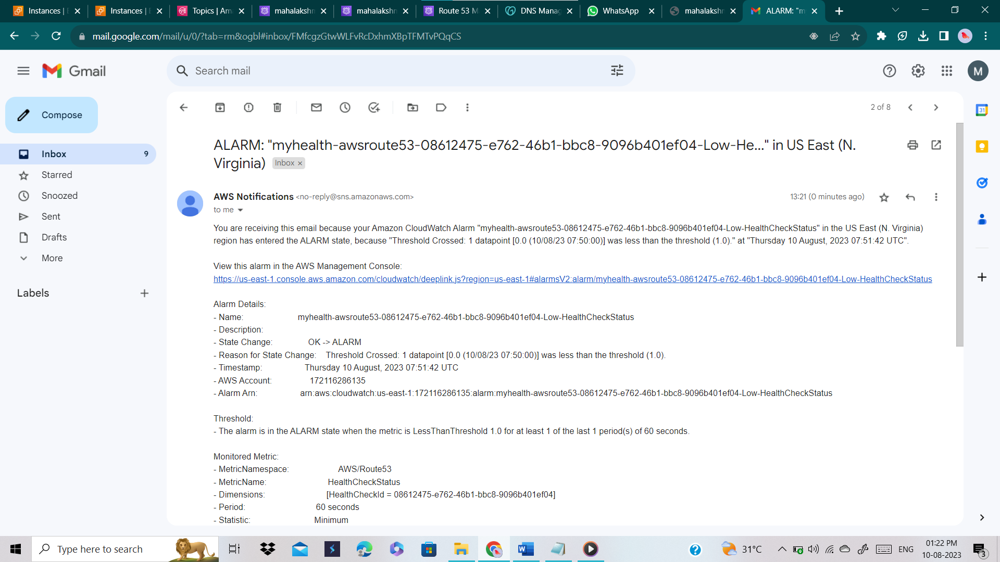 Instances | E
Instances | E
Topics | Am
mahalakshm
mahalakshm
Route 53 M
DNS Manag
WhatsApp
mahalakshm
ALARM: "m
mail.google.com/mail/u/0/?tab=rm&ogbl#inbox/FMfcgzGtwWLFvRcDxhmXBpTFMTvPQqCS
Gmail
Search mail
M
Compose
2 of 8
31
Inbox 9
Starred
Snoozed
Sent
Drafts
More
Labels
ALARM: "myhealth-awsroute53-08612475-e762-46b1-bbc8-9096b401ef04-Low-He..." in US East (N.
Virginia) Inbox x
AWS Notifications <no-reply@sns.amazonaws.com> 13:21 (0 minutes ago)
to me
You are receiving this email because your Amazon CloudWatch Alarm "myhealth-awsroute53-08612475-e762-46b1-bbc8-9096b401ef04-Low-HealthCheckStatus" in the US East (N. Virginia)
region has entered the ALARM state, because "Threshold Crossed: 1 datapoint [0.0 (10/08/23 07:50:00)] was less than the threshold (1.0)." at "Thursday 10 August, 2023 07:51:42 UTC".
View this alarm in the AWS Management Console:
https://us-east-1.console.aws.amazon.com/cloudwatch/deeplink.js?region=us-east-1#alarmsV2:alarm/myhealth-awsroute53-08612475-e762-46b1-bbc8-9096b401ef04-Low-HealthCheckStatus
Alarm Details:
- Name: myhealth-awsroute53-08612475-e762-46b1-bbc8-9096b401ef04-Low-HealthCheckStatus
- Description:
- State Change: OK -> ALARM
- Reason for State Change: Threshold Crossed: 1 datapoint [0.0 (10/08/23 07:50:00)] was less than the threshold (1.0).
- Timestamp: Thursday 10 August, 2023 07:51:42 UTC
- AWS Account: 172116286135
- Alarm Arn: arn:aws:cloudwatch:us-east-1:172116286135:alarm:myhealth-awsroute53-08612475-e762-46b1-bbc8-9096b401ef04-Low-HealthCheckStatus
Threshold:
- The alarm is in the ALARM state when the metric is LessThanThreshold 1.0 for at least 1 of the last 1 period(s) of 60 seconds.
Monitored Metric:
- MetricNamespace: AWS/Route53
- MetricName: HealthCheckStatus
- Dimensions: [HealthCheckId = 08612475-e762-46b1-bbc8-9096b401ef04]
- Period: 60 seconds
- Statistic: Minimum
Type here to search
31°C
ENG
01:22 PM
10-08-2023
3